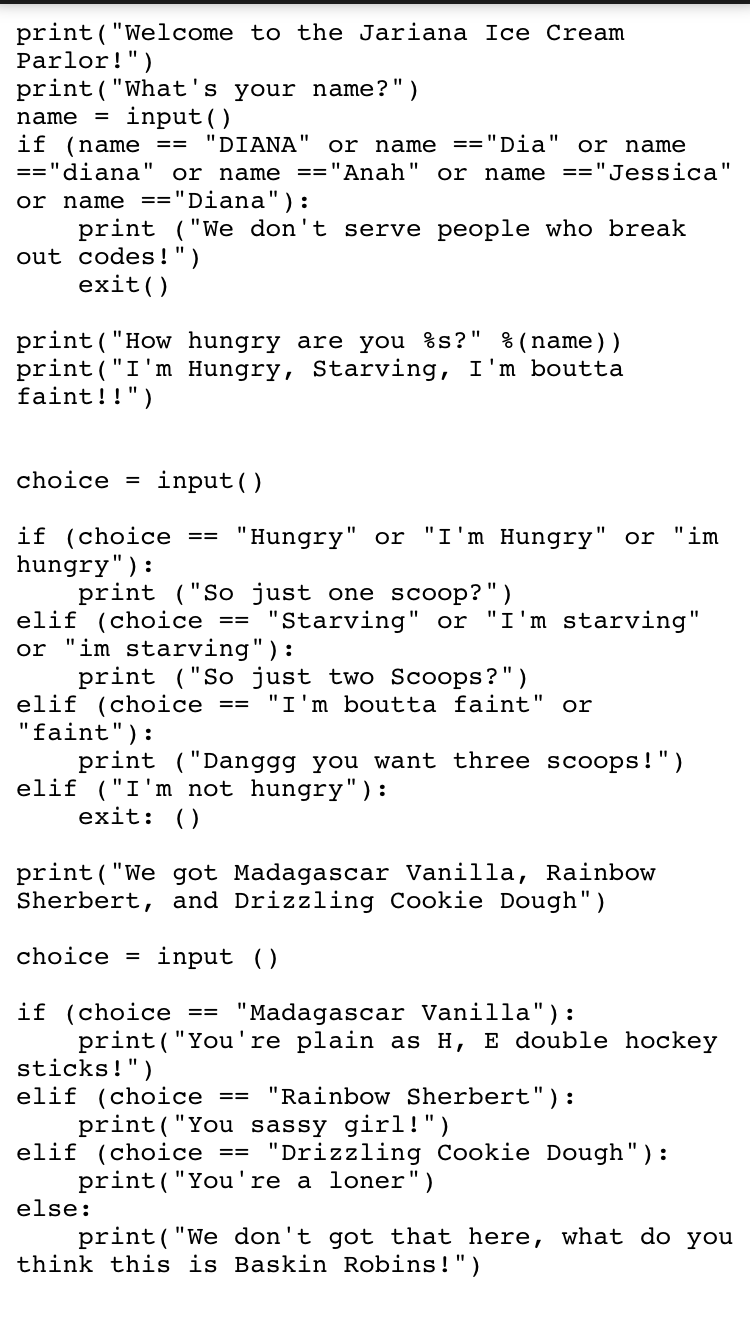 print("Welcome to the Jariana Ice Cream
Parlor!")
print("What's your name?")
name = input()
if (name == "DIANA" or name =="Dia" or name
=="diana" or name =="Anah" or name =="Jessica"
or name =="Diana"):
    print ("We don't serve people who break
out codes!")
    exit()

print("How hungry are you %s?" %(name))
print("I'm Hungry, Starving, I'm boutta
faint!!")


choice = input()

if (choice == "Hungry" or "I'm Hungry" or "im
hungry"):
    print ("So just one scoop?")
elif (choice == "Starving" or "I'm starving"
or "im starving"):
    print ("So just two Scoops?")
elif (choice == "I'm boutta faint" or
"faint"):
    print ("Danggg you want three scoops!")
elif ("I'm not hungry"):
    exit: ()

print("We got Madagascar Vanilla, Rainbow
Sherbert, and Drizzling Cookie Dough")

choice = input ()

if (choice == "Madagascar Vanilla"):
    print("You're plain as H, E double hockey
sticks!")
elif (choice == "Rainbow Sherbert"):
    print("You sassy girl!")
elif (choice == "Drizzling Cookie Dough"):
    print("You're a loner")
else:
    print("We don't got that here, what do you
think this is Baskin Robins!")